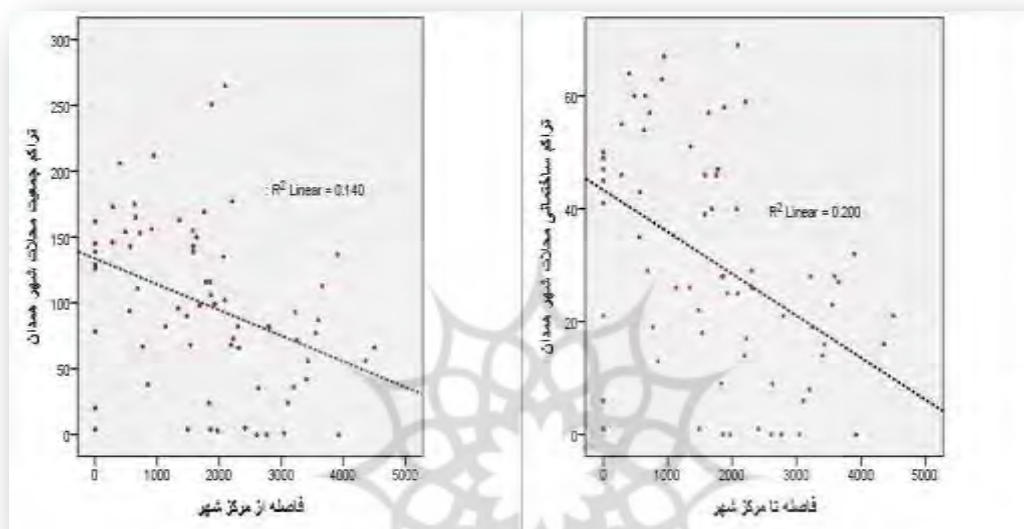 تراکم جمعیت محلات شهر همدان
300
250
200
150
100
50
0
R² Linear = 0.140
0 1000 2000 3000 4000 5000
فاصله از مرکز شهر
تراکم ساختمانی محلات شهر همدان
60
40
20
0
R² Linear = 0.200
0 1000 2000 3000 4000 5000
فاصله تا مرکز شهر